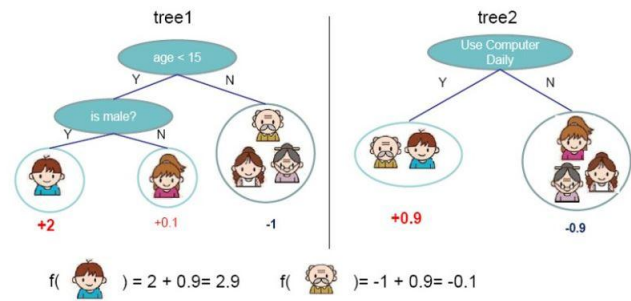 tree1
tree2
age < 15
Use Computer
Daily
Y
N
Y
N
is male?
Y
N
+2
+0.1
-1
+0.9
-0.9
f( ) = 2 + 0.9= 2.9
f( )= -1 + 0.9= -0.1